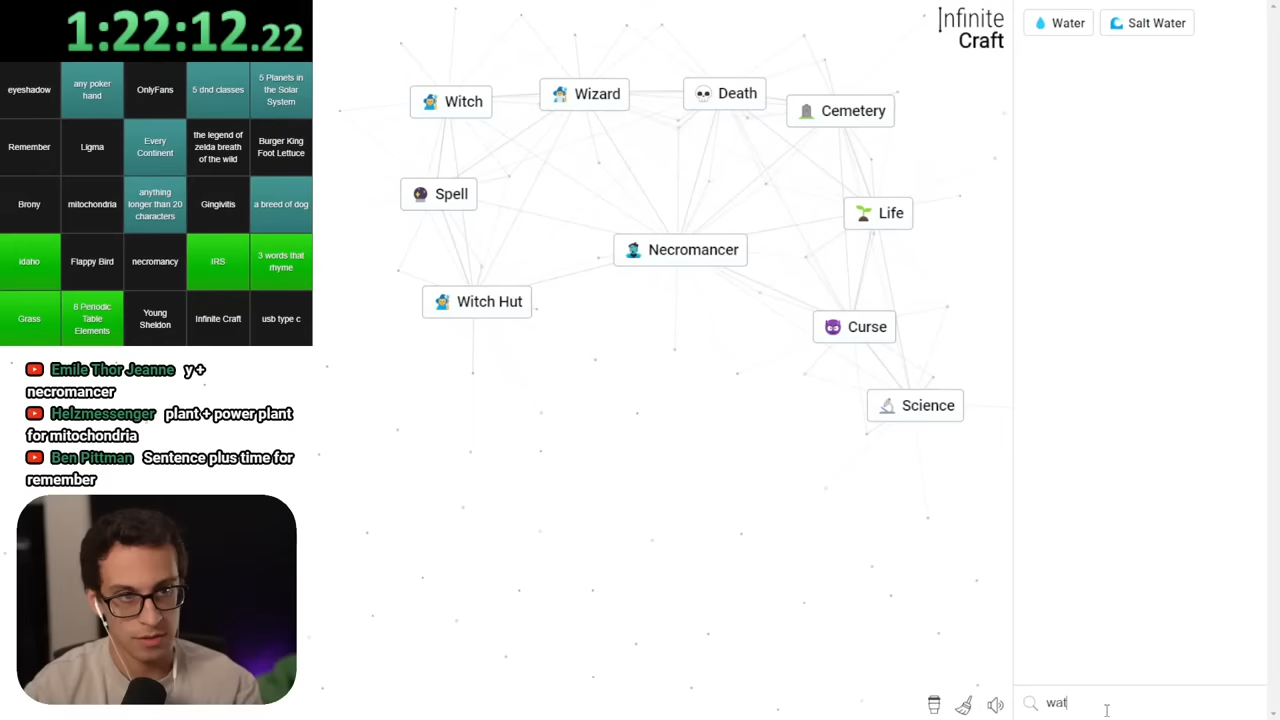 1:22:12.22
eyeshadow
any poker
hand
OnlyFans
5 dnd classes
5 Planets in
the Solar
System
Remember
Ligma
Every
Continent
the legend of
zelda breath
of the wild
Burger King
Foot Lettuce
Brony
mitochondria
anything
longer than 20
characters
Gingivitis
a breed of dog
idaho
Flappy Bird
necromancy
IRS
3 words that
rhyme
Grass
8 Periodic
Table
Elements
Young
Sheldon
Infinite Craft
usb type c
Emile Thor Jeanne y +
necromancer
Helzmessenger plant + power plant
for mitochondria
Ben Pittman Sentence plus time for
remember
Infinite
Craft
Witch
Wizard
Death
Cemetery
Spell
Life
Necromancer
Witch Hut
Curse
Science
Water
Salt Water
wat